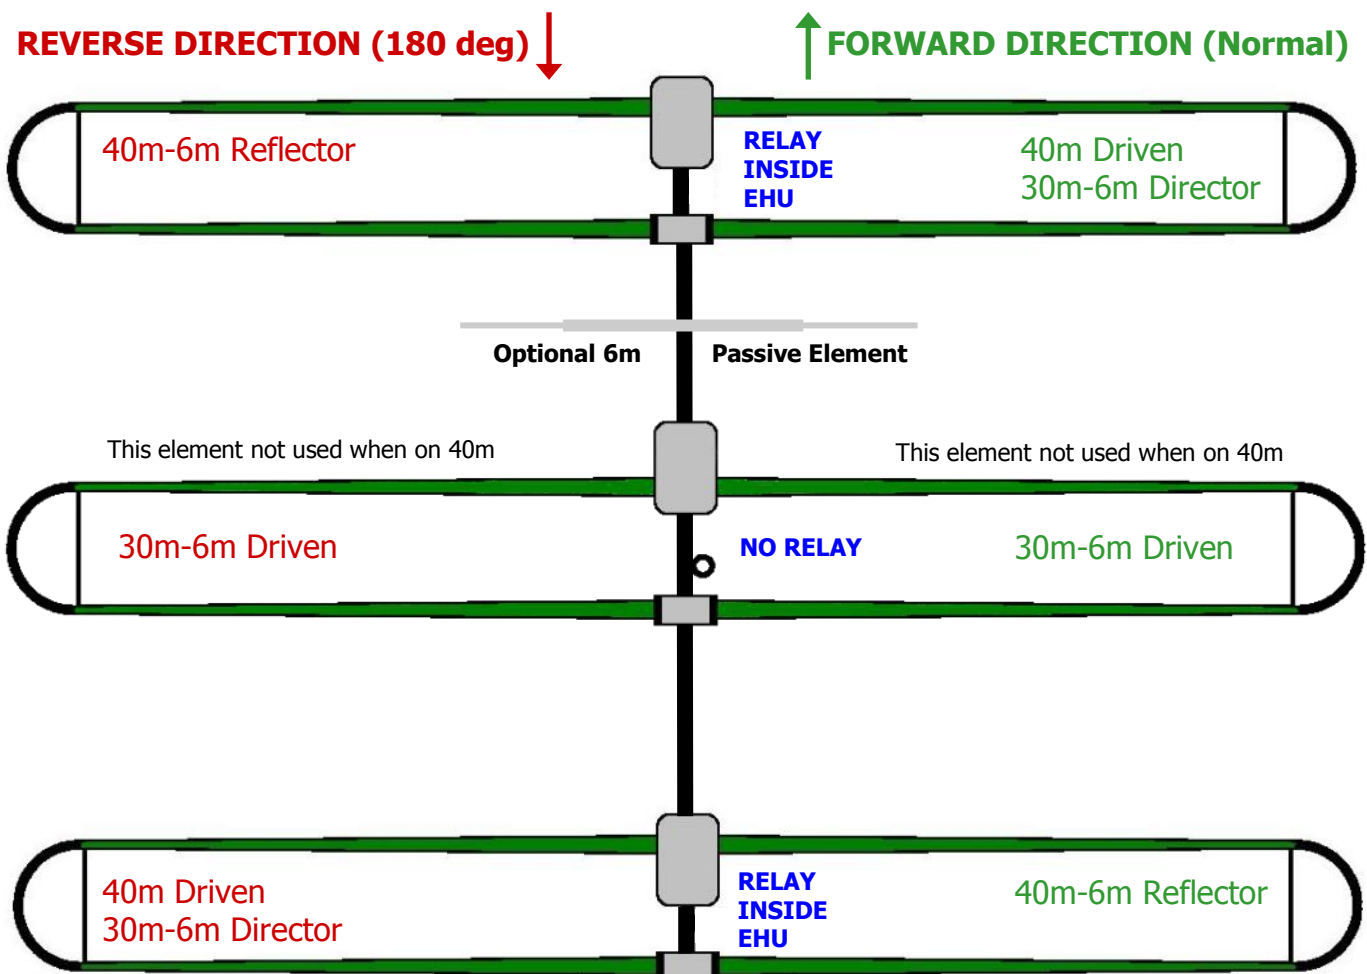 REVERSE DIRECTION (180 deg)
FORWARD DIRECTION (Normal)
40m-6m Reflector
RELAY
INSIDE
EHU
40m Driven
30m-6m Director
Optional 6m
Passive Element
This element not used when on 40m
This element not used when on 40m
30m-6m Driven
NO RELAY
30m-6m Driven
40m Driven
30m-6m Director
RELAY
INSIDE
EHU
40m-6m Reflector